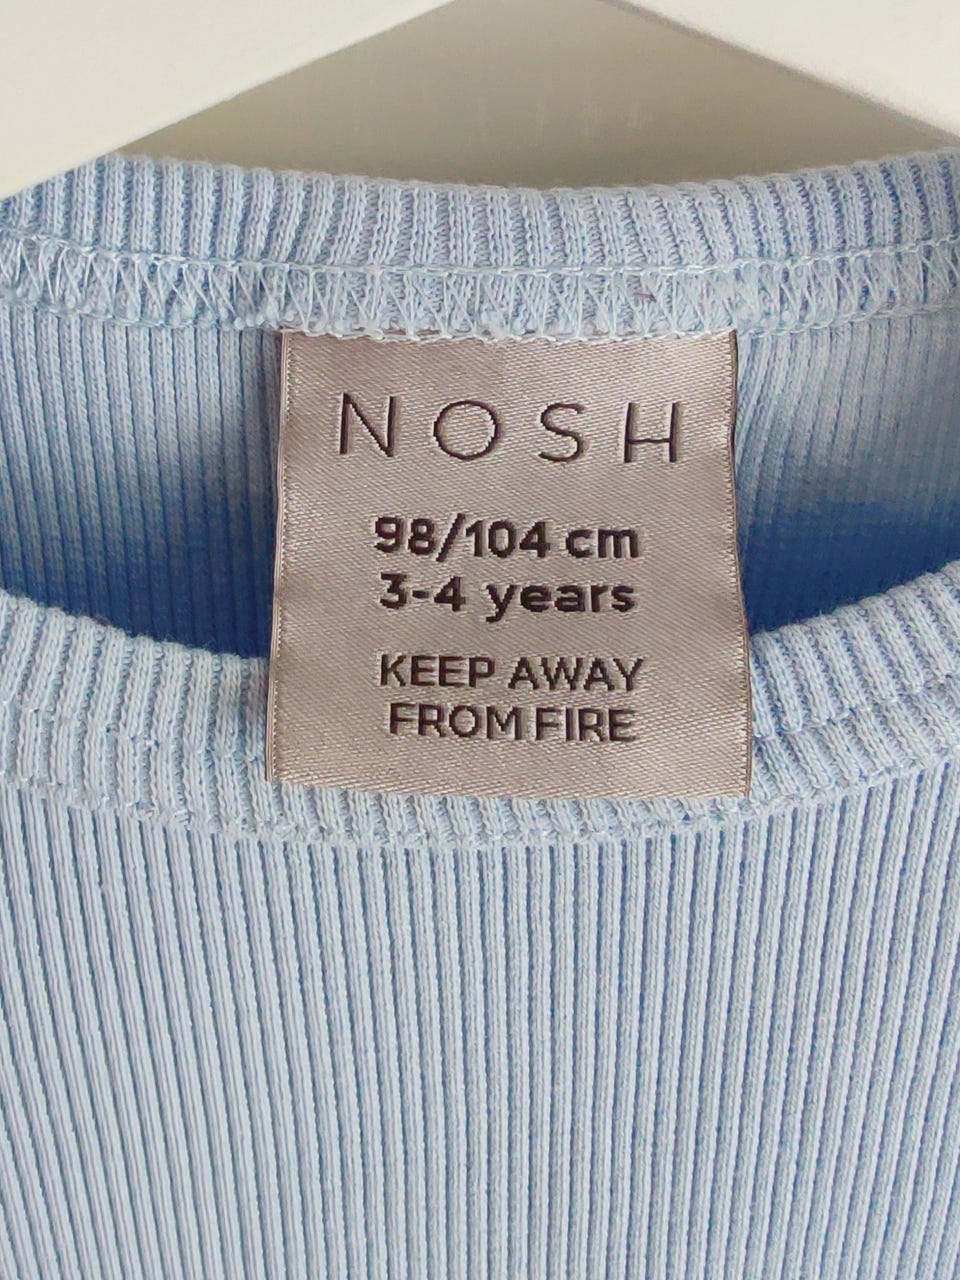 NOSH
98/104 cm
3-4 years
KEEP AWAY
FROM FIRE